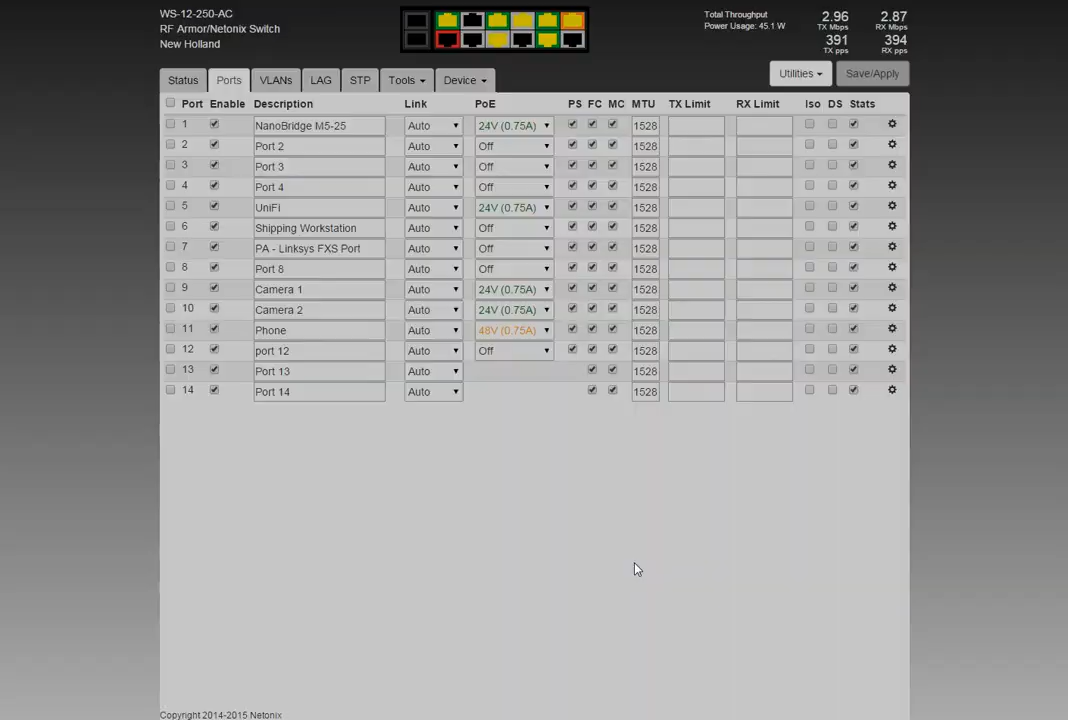 WS-12-250-AC
RF Armor/Netonix Switch
New Holland
Total Throughput
Power Usage: 45.1 W
2.96 2.87
TX Mbps RX Mbps
391 394
TX pps RX pps
Status Ports VLANs LAG STP Tools Device Utilities Save/Apply
Port Enable Description Link PoE PS FC MC MTU TX Limit RX Limit Iso DS Stats
1 NanoBridge M5-25 Auto 24V (0.75A) 1528
2 Port 2 Auto Off 1528
3 Port 3 Auto Off 1528
4 Port 4 Auto Off 1528
5 UniFi Auto 24V (0.75A) 1528
6 Shipping Workstation Auto Off 1528
7 PA - Linksys FXS Port Auto Off 1528
8 Port 8 Auto Off 1528
9 Camera 1 Auto 24V (0.75A) 1528
10 Camera 2 Auto 24V (0.75A) 1528
11 Phone Auto 48V (0.75A) 1528
12 port 12 Auto Off 1528
13 Port 13 Auto 1528
14 Port 14 Auto 1528
Copyright 2014-2015 Netonix